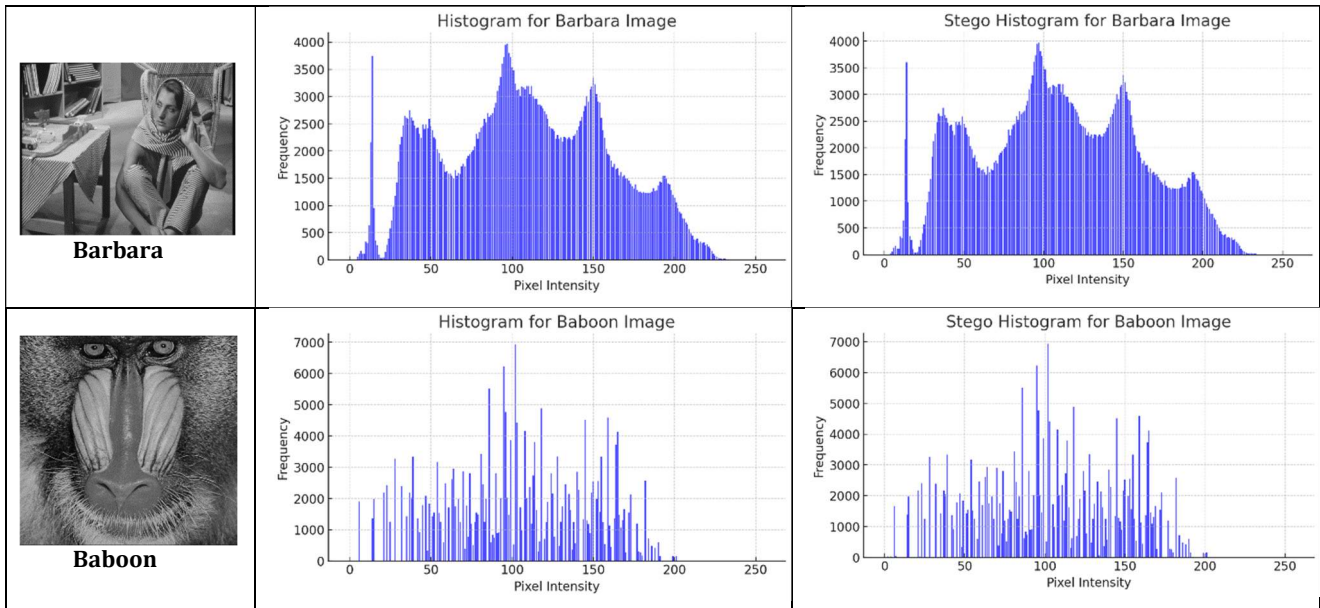 Barbara
Histogram for Barbara Image
Frequency
4000
3500
3000
2500
2000
1500
1000
500
0
0 50 100 150 200 250
Pixel Intensity
Stego Histogram for Barbara Image
Frequency
4000
3500
3000
2500
2000
1500
1000
500
0
0 50 100 150 200 250
Pixel Intensity
Baboon
Histogram for Baboon Image
Frequency
7000
6000
5000
4000
3000
2000
1000
0
0 50 100 150 200 250
Pixel Intensity
Stego Histogram for Baboon Image
Frequency
7000
6000
5000
4000
3000
2000
1000
0
0 50 100 150 200 250
Pixel Intensity